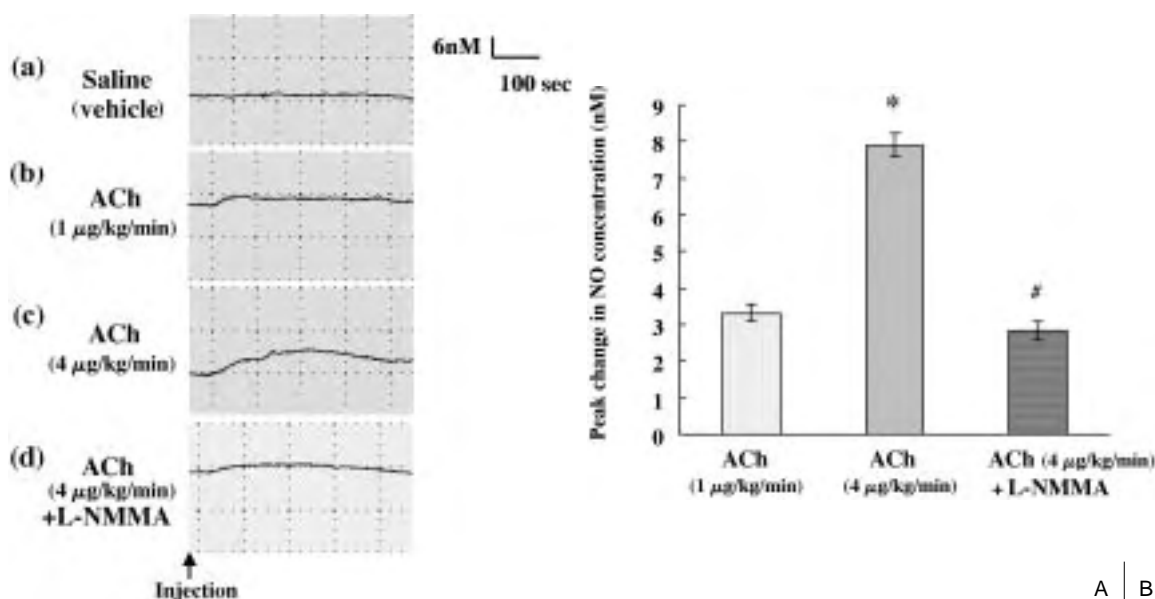 (a)
Saline
(vehicle)
(b)
ACh
(1 μg/kg/min)
(c)
ACh
(4 μg/kg/min)
(d)
ACh
(4 μg/kg/min)
+L-NMMA
Injection
6nM
100 sec
Peak change in NO concentration (nM)
9
8
7
6
5
4
3
2
1
0
*
#
ACh
(1 μg/kg/min)
ACh
(4 μg/kg/min)
ACh (4 μg/kg/min)
+L-NMMA
A | B